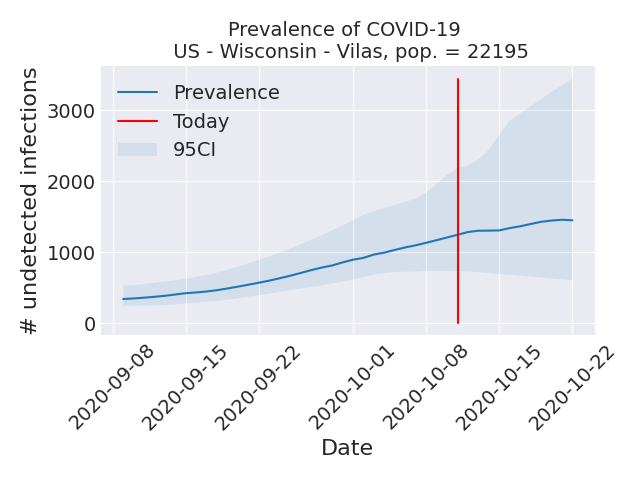 Prevalence of COVID-19
US - Wisconsin - Vilas, pop. = 22195
Prevalence
Today
95CI
# undetected infections
3000
2000
1000
0
2020-09-08
2020-09-15
2020-09-22
2020-10-01
2020-10-08
2020-10-15
2020-10-22
Date